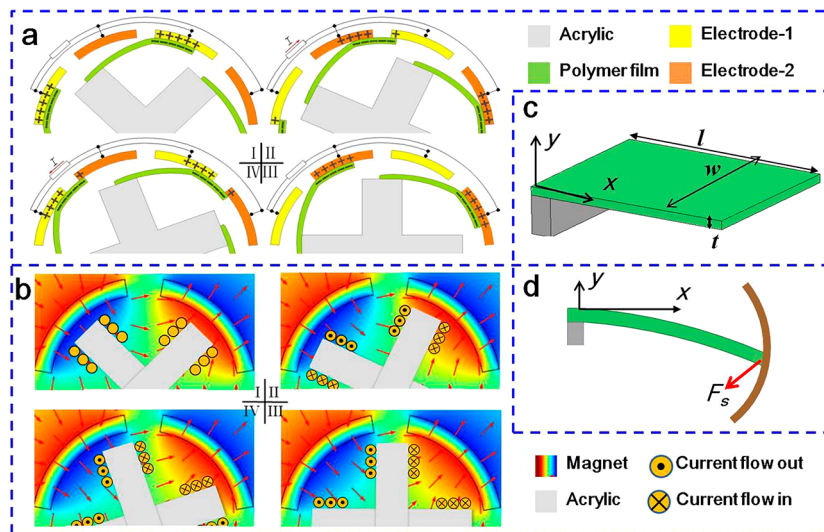 a
I
I
I II
IV III
Acrylic
Electrode-1
Polymer film
Electrode-2
c
y
x
l
w
t
b
I II
IV III
d
y
x
Fs
Magnet
Current flow out
Acrylic
Current flow in